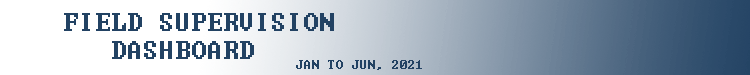 FIELD SUPERVISION
DASHBOARD
JAN TO JUN, 2021